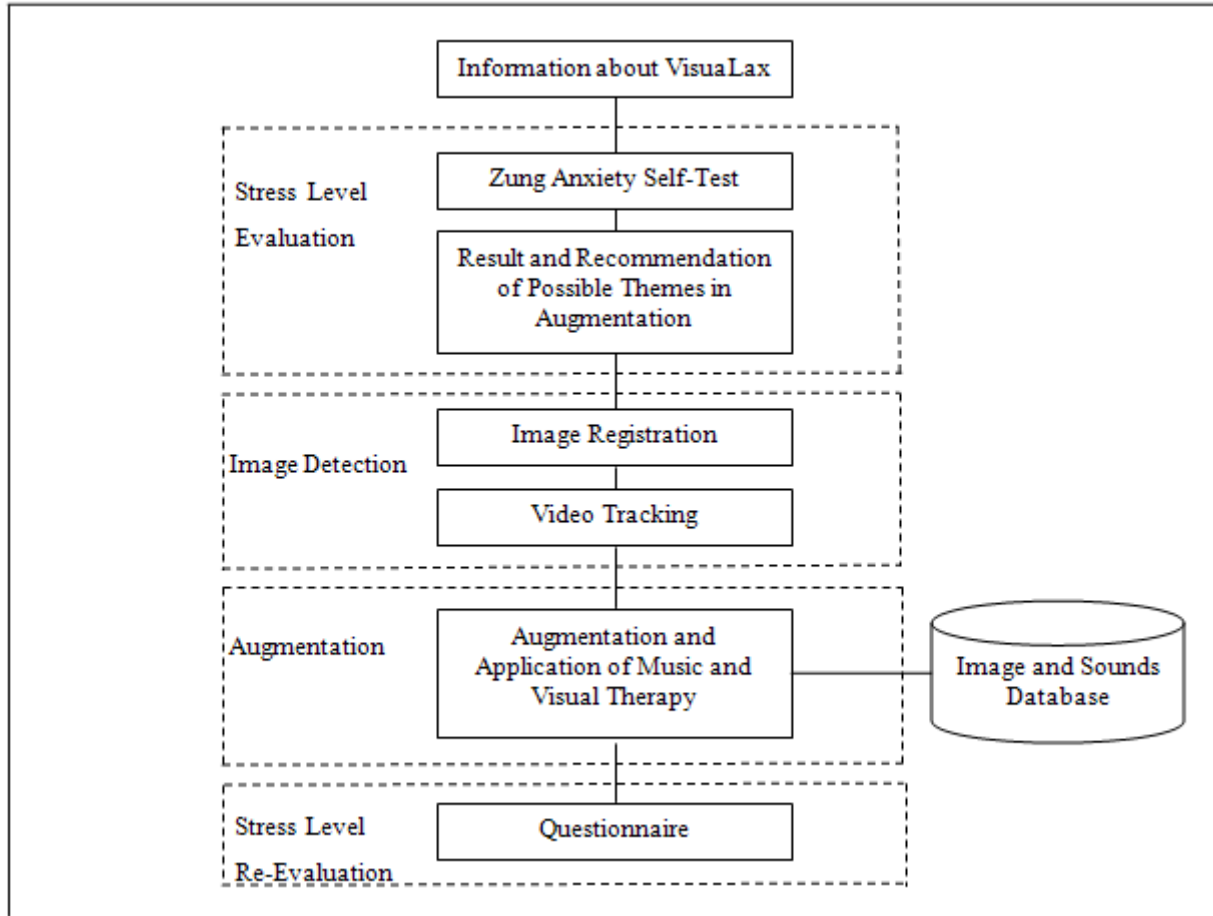 Information about VisuaLax
Stress Level
Evaluation
Zung Anxiety Self-Test
Result and Recommendation
of Possible Themes in
Augmentation
Image Detection
Image Registration
Video Tracking
Augmentation
Augmentation and
Application of Music and
Visual Therapy
Image and Sounds
Database
Stress Level
Re-Evaluation
Questionnaire